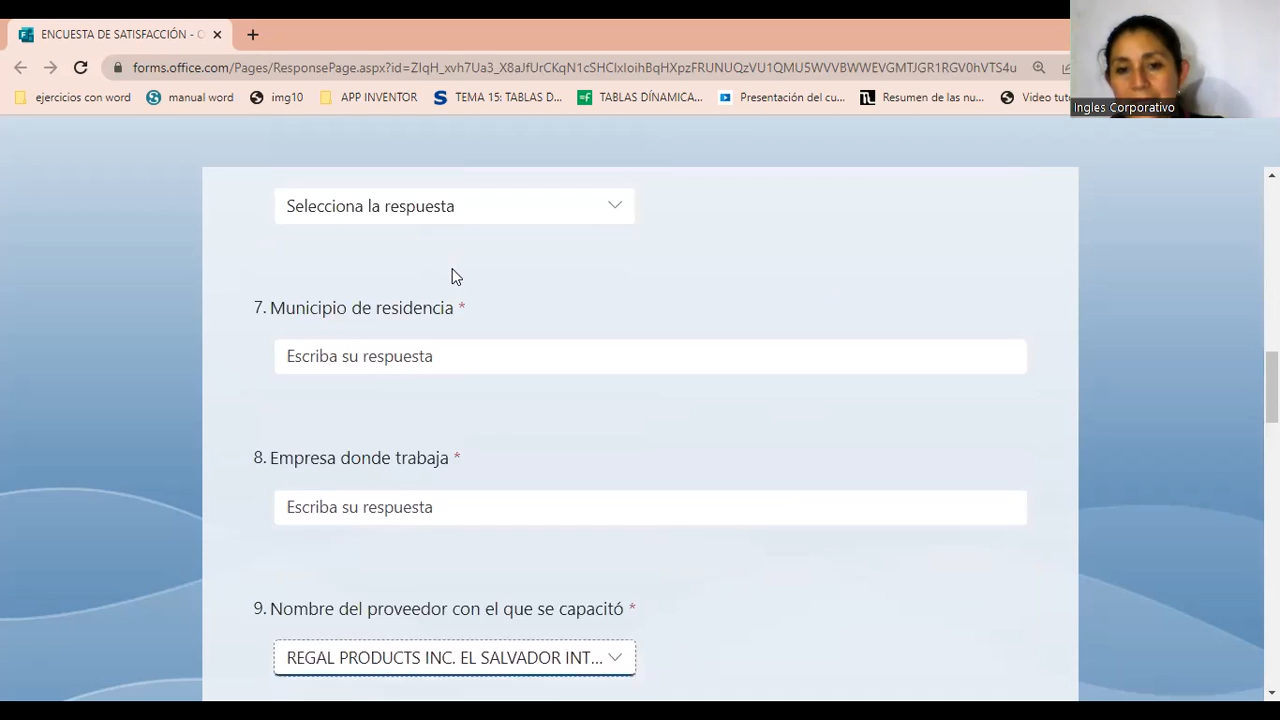 ENCUESTA DE SATISFACCIÓN - C
forms.office.com/Pages/ResponsePage.aspx?id=ZIqH_xvh7Ua3_X8aJfUrCKqN1cSHCIxIoihBqHXpzFRUNUQzVU1QMU5WVVBWWEVGMTJGR1RGV0hVTS4u
ejercicios con word
manual word
img10
APP INVENTOR
TEMA 15: TABLAS D...
TABLAS DÍNAMICA...
Presentación del cu...
Resumen de las nu...
Video tut
Ingles Corporativo
Selecciona la respuesta
7. Municipio de residencia *
Escriba su respuesta
8. Empresa donde trabaja *
Escriba su respuesta
9. Nombre del proveedor con el que se capacitó *
REGAL PRODUCTS INC. EL SALVADOR INT...